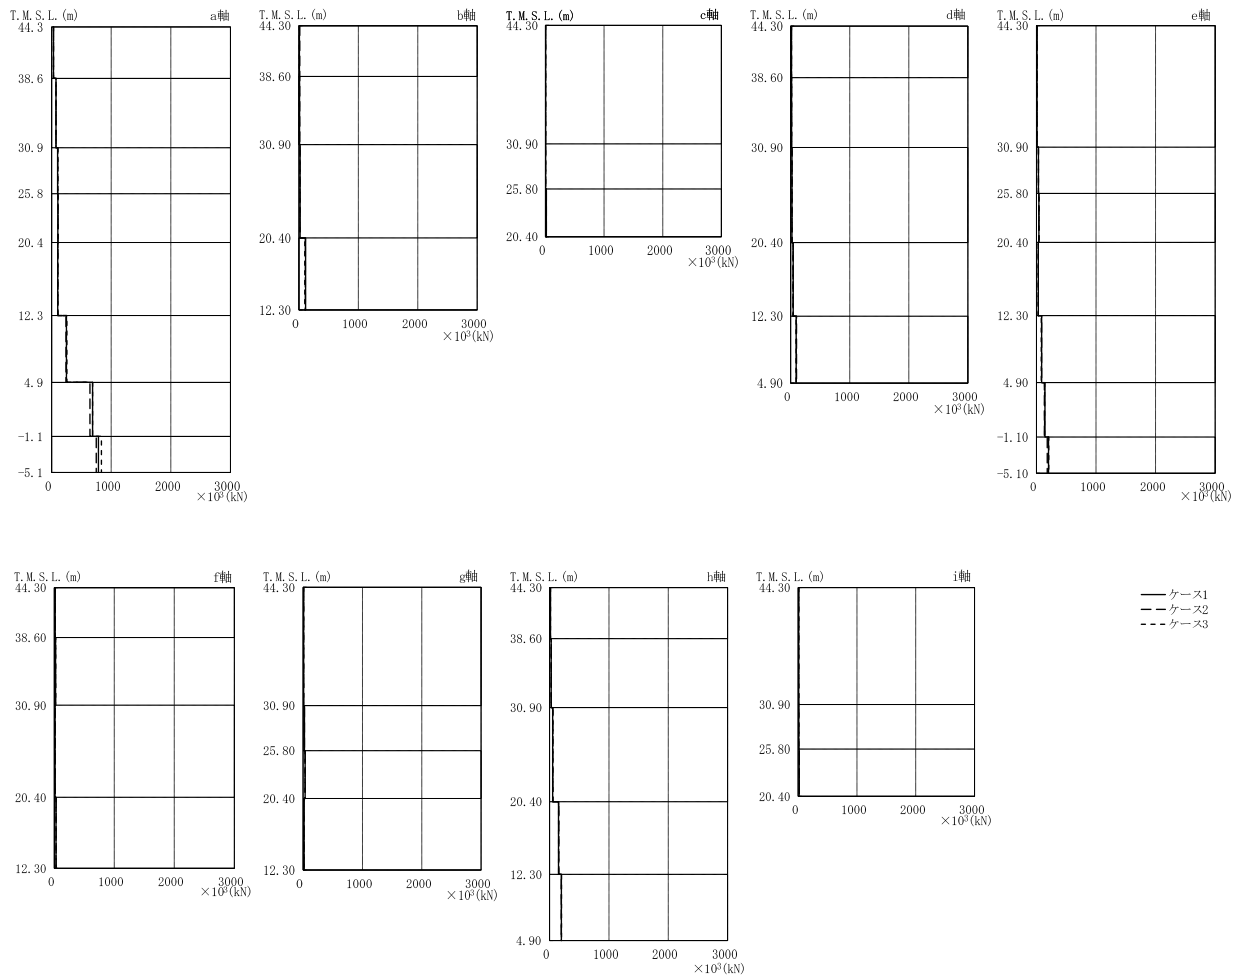 T.M.S.L.(m) a軸
44.3
38.6
30.9
25.8
20.4
12.3
4.9
-1.1
-5.1
0 1000 2000 3000
×10³(kN)
T.M.S.L.(m) b軸
44.30
38.60
30.90
20.40
12.30
0 1000 2000 3000
×10³(kN)
T.M.S.L.(m) c軸
44.30
30.90
25.80
20.40
0 1000 2000 3000
×10³(kN)
T.M.S.L.(m) d軸
44.30
38.60
30.90
20.40
12.30
4.90
0 1000 2000 3000
×10³(kN)
T.M.S.L.(m) e軸
44.30
30.90
25.80
20.40
12.30
4.90
-1.10
-5.10
0 1000 2000 3000
×10³(kN)
T.M.S.L.(m) f軸
44.30
38.60
30.90
20.40
12.30
0 1000 2000 3000
×10³(kN)
T.M.S.L.(m) g軸
44.30
30.90
25.80
20.40
12.30
0 1000 2000 3000
×10³(kN)
T.M.S.L.(m) h軸
44.30
38.60
30.90
20.40
12.30
4.90
0 1000 2000 3000
×10³(kN)
T.M.S.L.(m) i軸
44.30
30.90
25.80
20.40
0 1000 2000 3000
×10³(kN)
ケース1
ケース2
ケース3